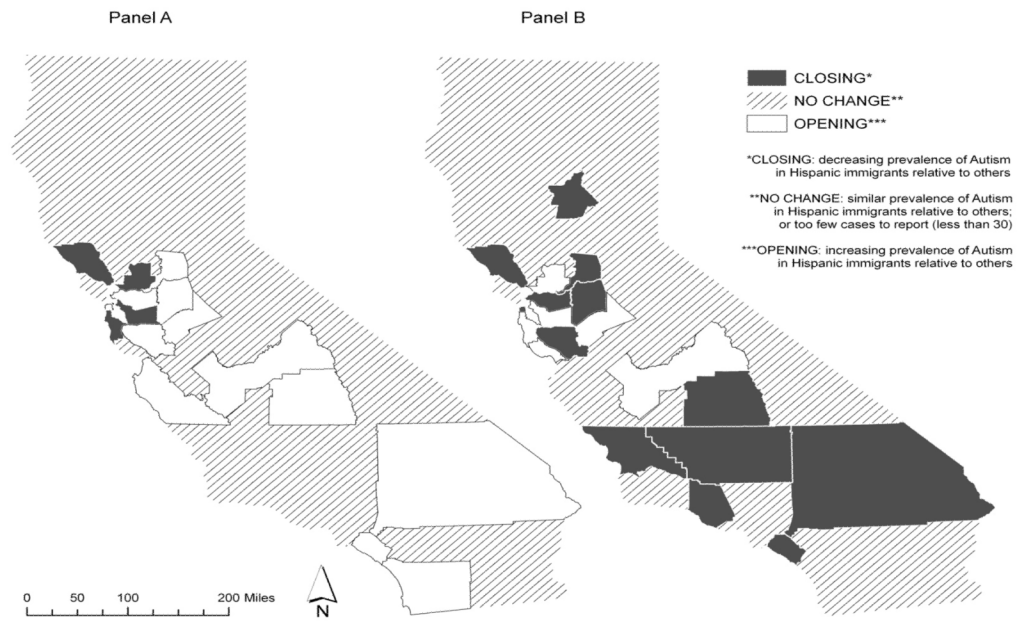 Panel A
Panel B
CLOSING*
NO CHANGE**
OPENING***
*CLOSING: decreasing prevalence of Autism
in Hispanic immigrants relative to others
**NO CHANGE: similar prevalence of Autism
in Hispanic immigrants relative to others;
or too few cases to report (less than 30)
***OPENING: increasing prevalence of Autism
in Hispanic immigrants relative to others
0 50 100 200 Miles
N